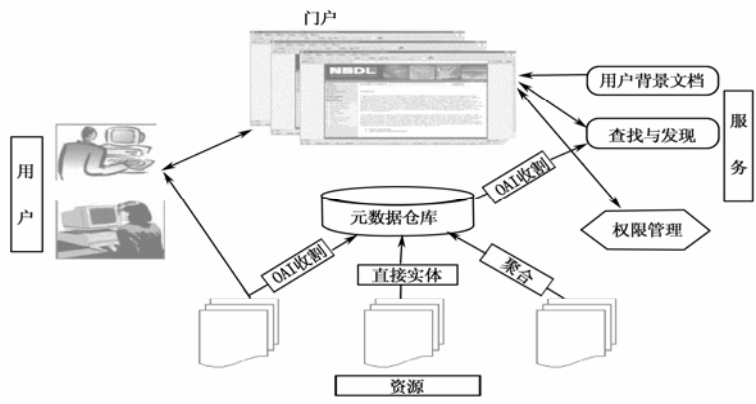 门户
NSDL
用户背景文档
查找与发现
服务
用户
OAI收割
元数据仓库
权限管理
OAI收割
直接实体
聚合
资源